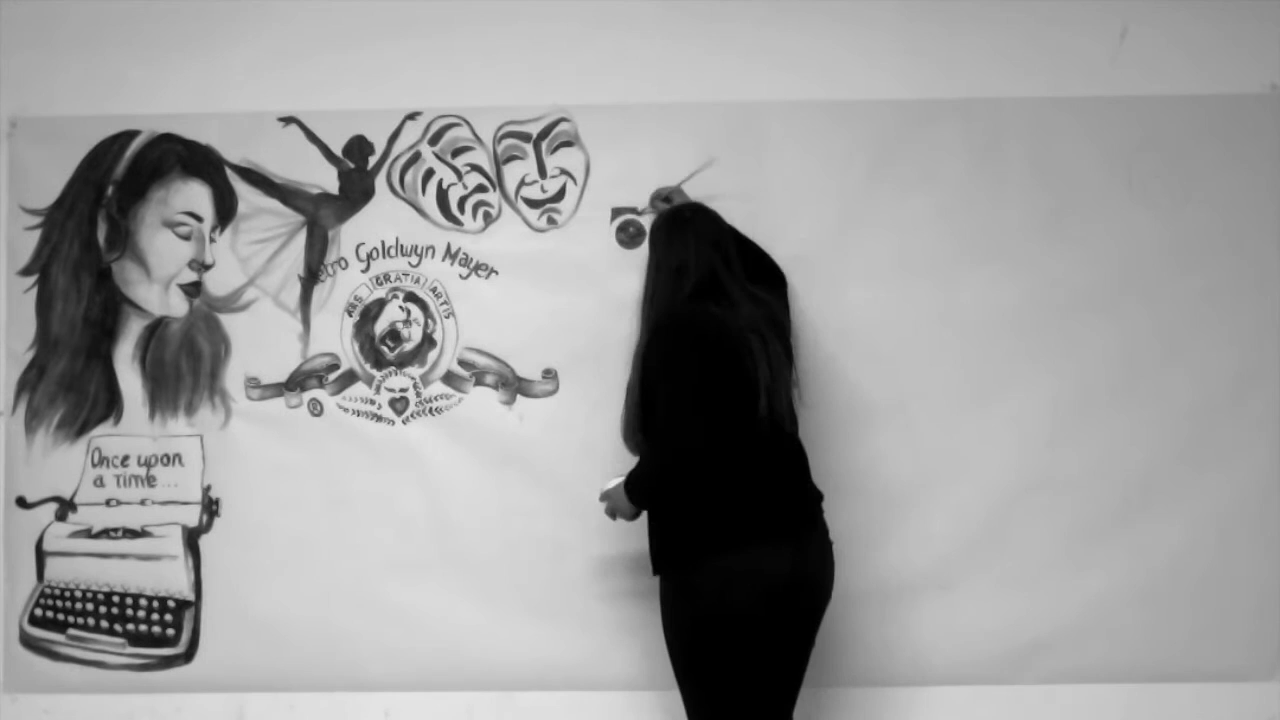 Metro Goldwyn Mayer
ARS GRATIA ARTIS
®
Once upon
a Time...